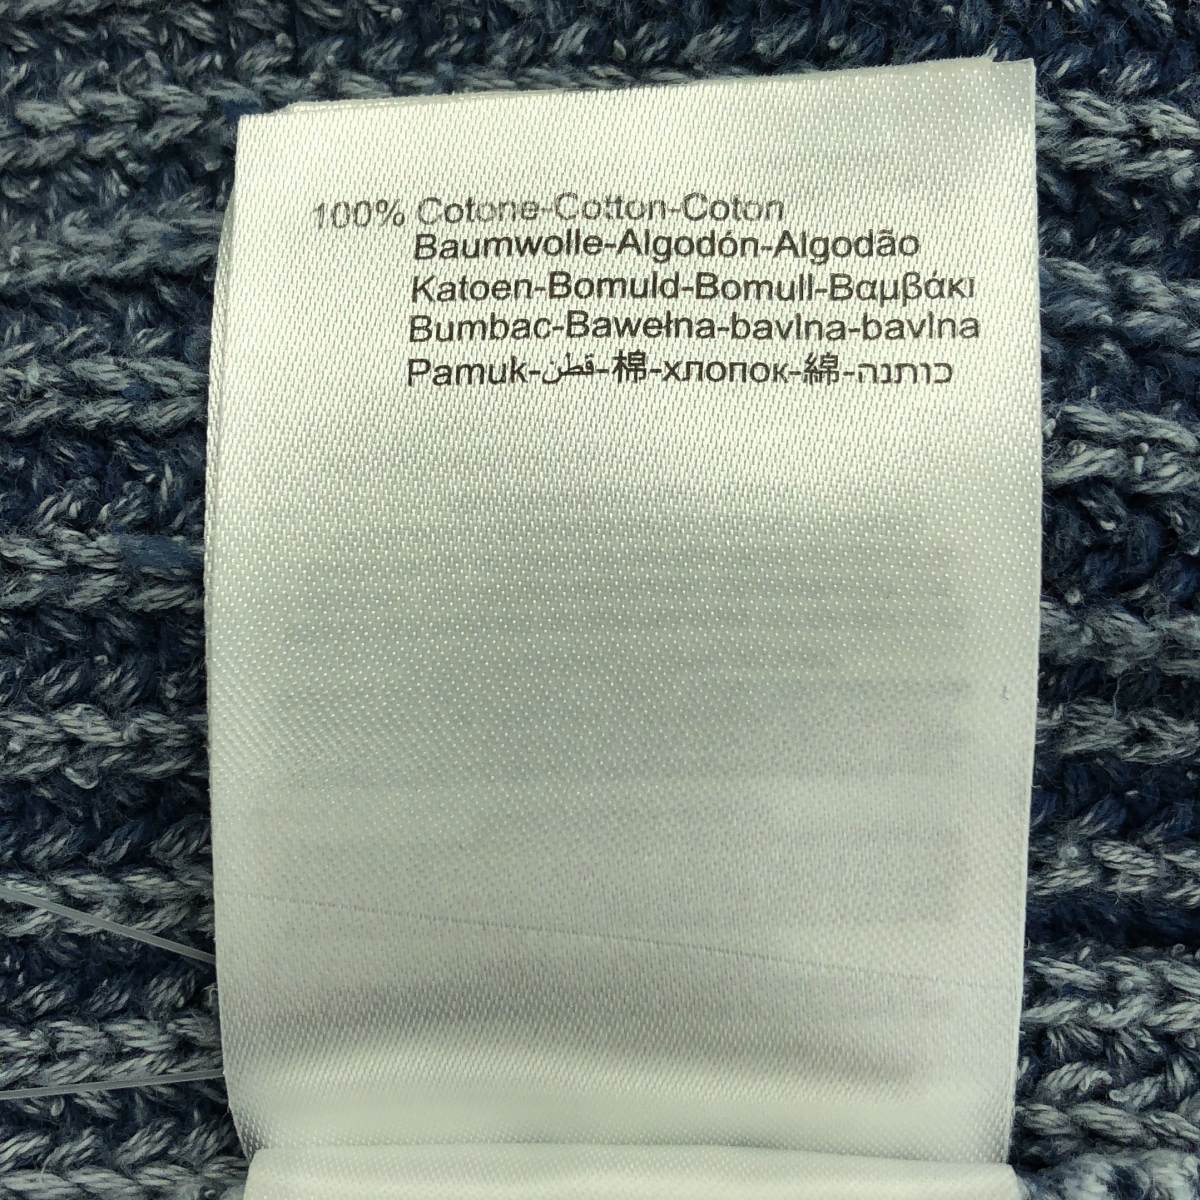 100% Cotone-Cotton-Coton
Baumwolle-Algodón-Algodão
Katoen-Bomuld-Bomull-Βαμβάκι
Bumbac-Bawełna-bavlna-bavlna
Pamuk-قطن-棉-хлопок-綿-כותנה